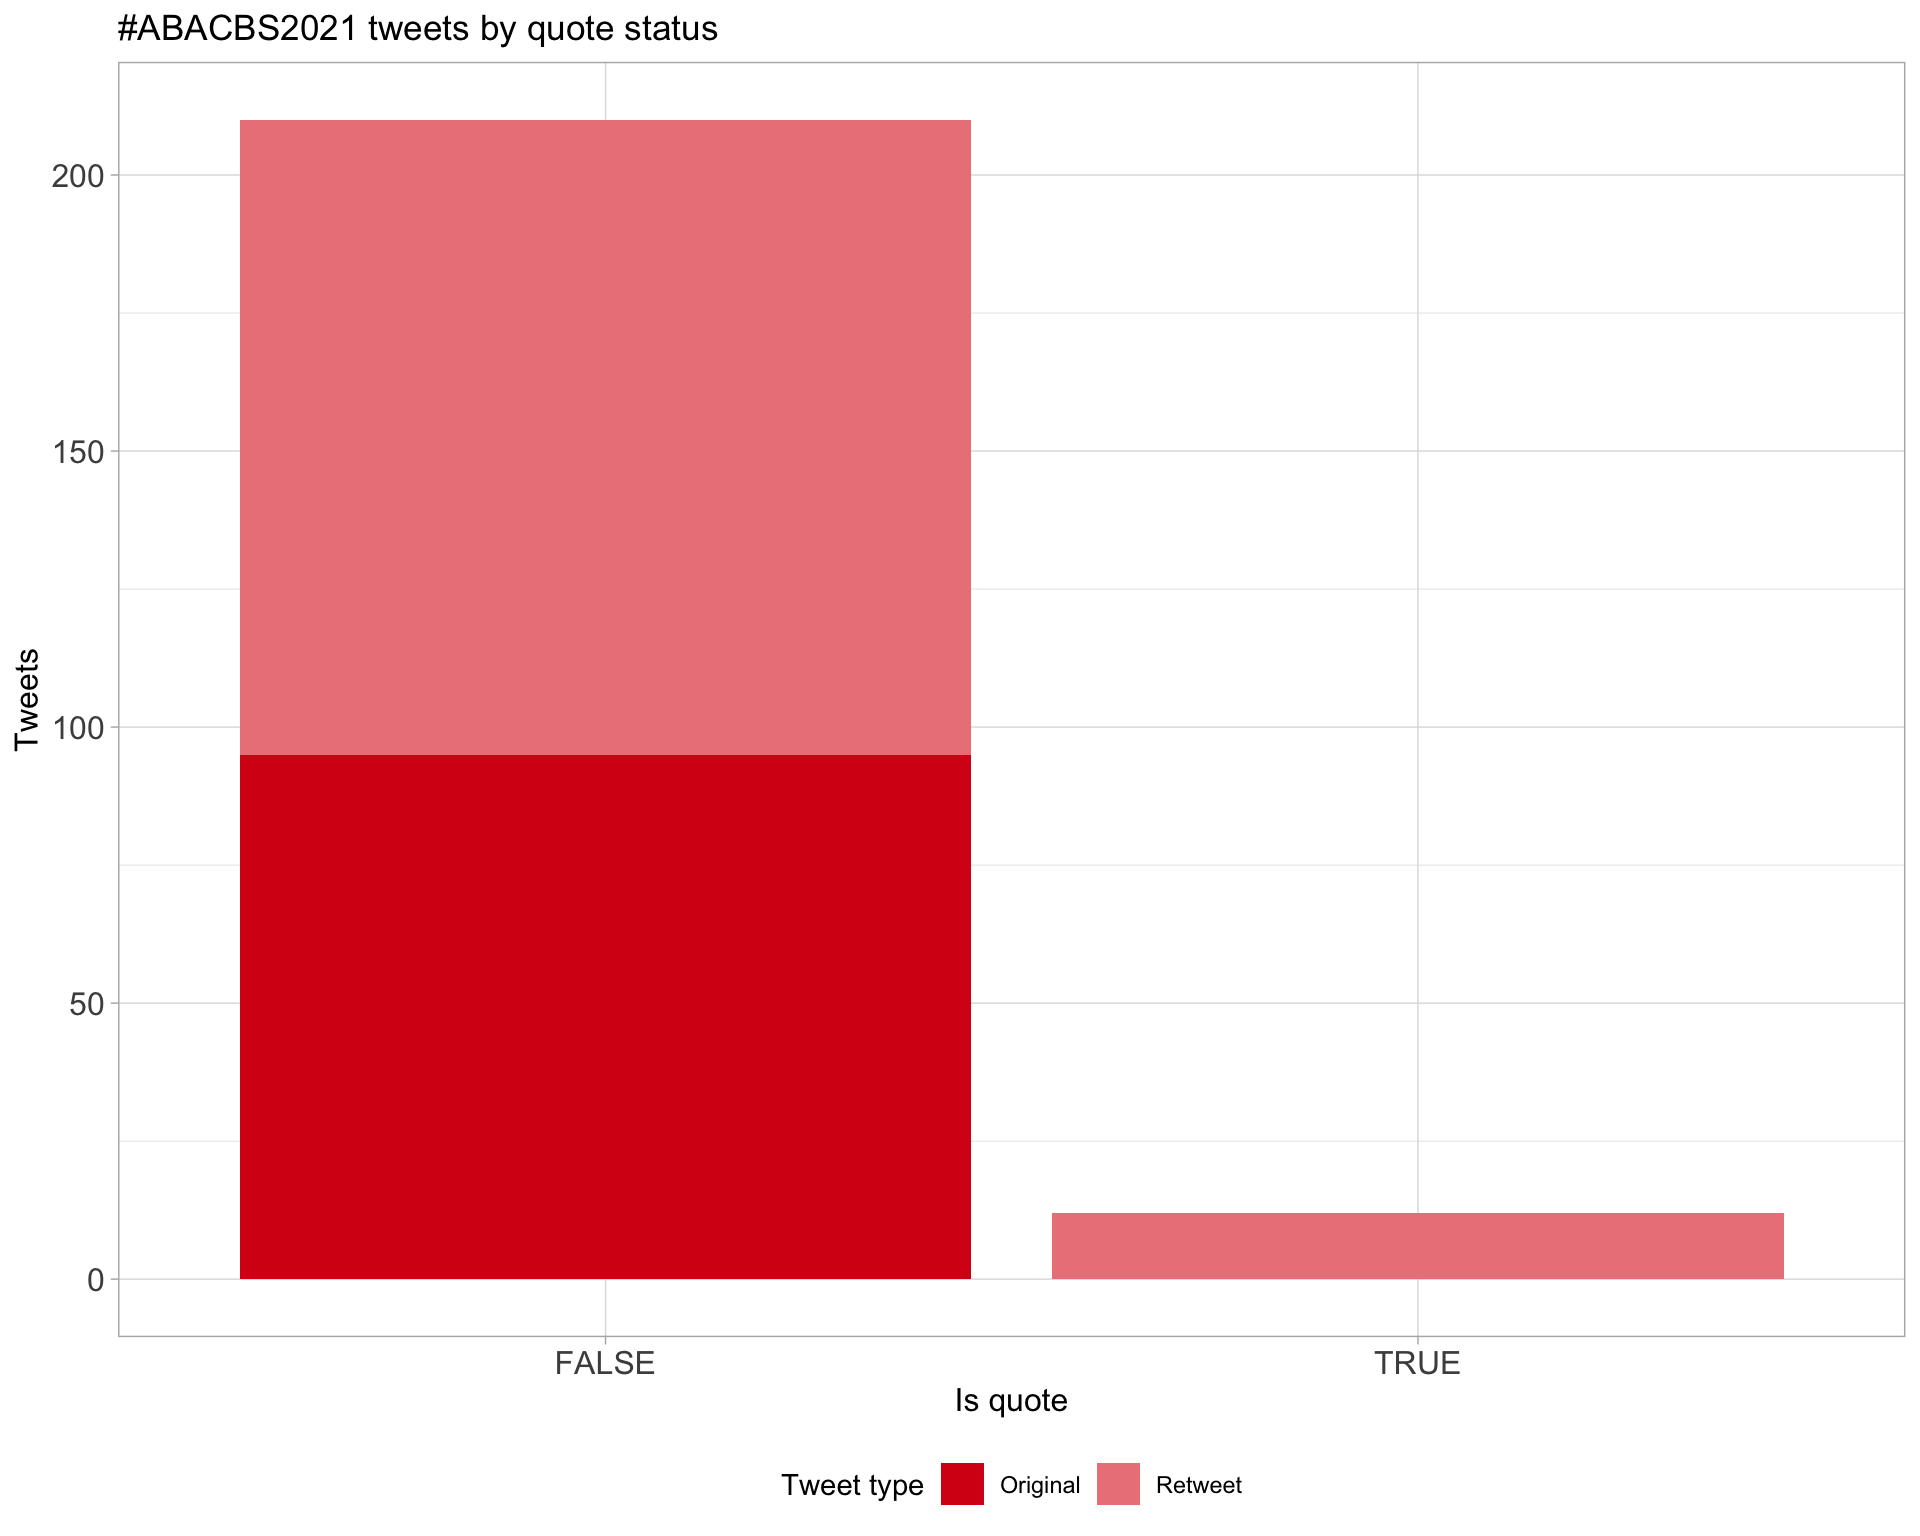 #ABACBS2021 tweets by quote status
200
150
100
50
0
Tweets
FALSE
TRUE
Is quote
Tweet type
Original
Retweet